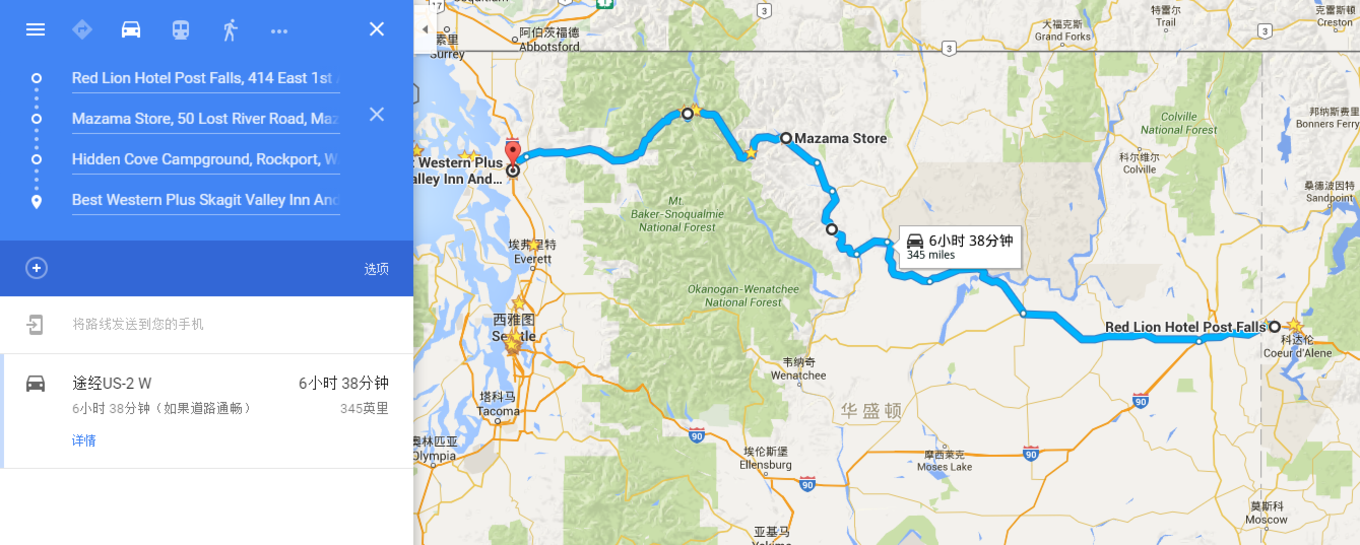 Red Lion Hotel Post Falls, 414 East 1st
Mazama Store, 50 Lost River Road, Maz
Hidden Cove Campground, Rockport, W
Best Western Plus Skagit Valley Inn And
选项
将路线发送到您的手机
途经US-2 W
6小时 38分钟
6小时 38分钟（如果道路通畅）
345英里
详情
17
3
特雷尔
Trail
克雷斯顿
Creston
3
大福克斯
Grand Forks
3
阿伯茨福德
Abbotsford
索里
Surrey
Colville
National Forest
邦纳斯费里
Bonners Ferry
Mazama Store
Western Plus
alley Inn And...
科尔维尔
Colville
桑德波因特
Sandpoint
Mt
Baker-Snoqualmie
National Forest
埃弗里特
Everett
6小时 38分钟
345 miles
Okanogan-Wenatchee
National Forest
西雅图
Seattle
Red Lion Hotel Post Falls
科达伦
Coeur d'Alene
韦纳奇
Wenatchee
塔科马
Tacoma
华盛顿
90
奥林匹亚
Olympia
90
埃伦斯堡
Ellensburg
摩西莱克
Moses Lake
90
90
莫斯科
Moscow
亚基马
Yakima